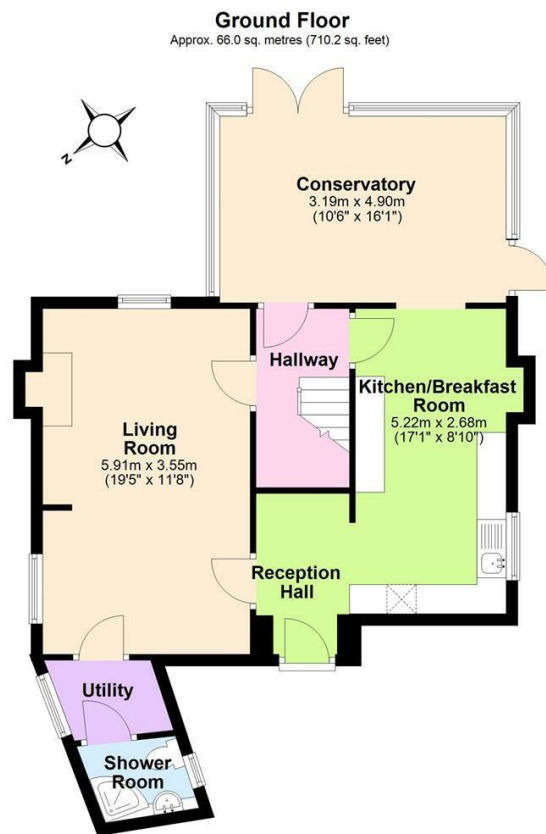 Ground Floor
Approx. 66.0 sq. metres (710.2 sq. feet)
N
Conservatory
3.19m x 4.90m
(10'6" x 16'1")
Hallway
Kitchen/Breakfast
Room
5.22m x 2.68m
(17'1" x 8'10")
Living
Room
5.91m x 3.55m
(19'5" x 11'8")
Reception
Hall
Utility
Shower
Room